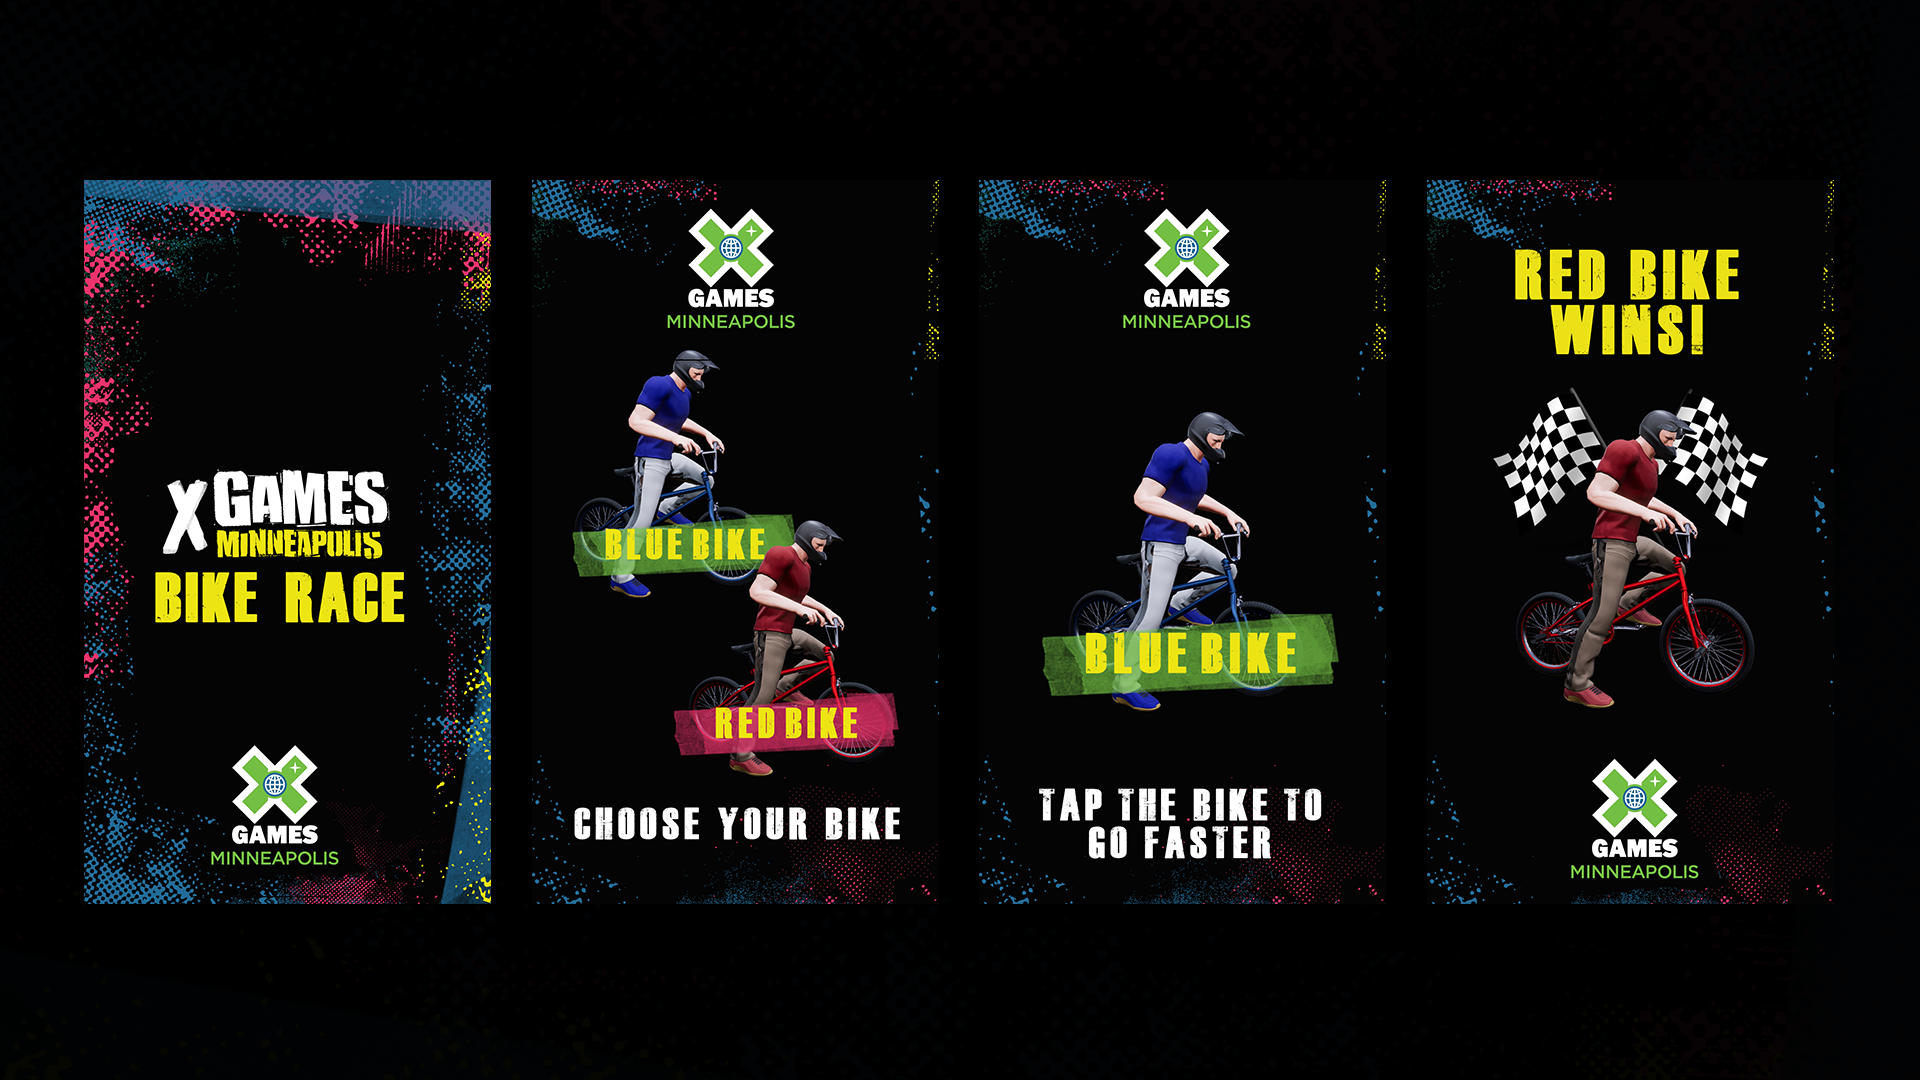 X GAMES
MINNEAPOLIS
BIKE RACE
GAMES
MINNEAPOLIS
GAMES
MINNEAPOLIS
BLUE BIKE
RED BIKE
CHOOSE YOUR BIKE
GAMES
MINNEAPOLIS
BLUE BIKE
TAP THE BIKE TO
GO FASTER
RED BIKE
WINS!
GAMES
MINNEAPOLIS